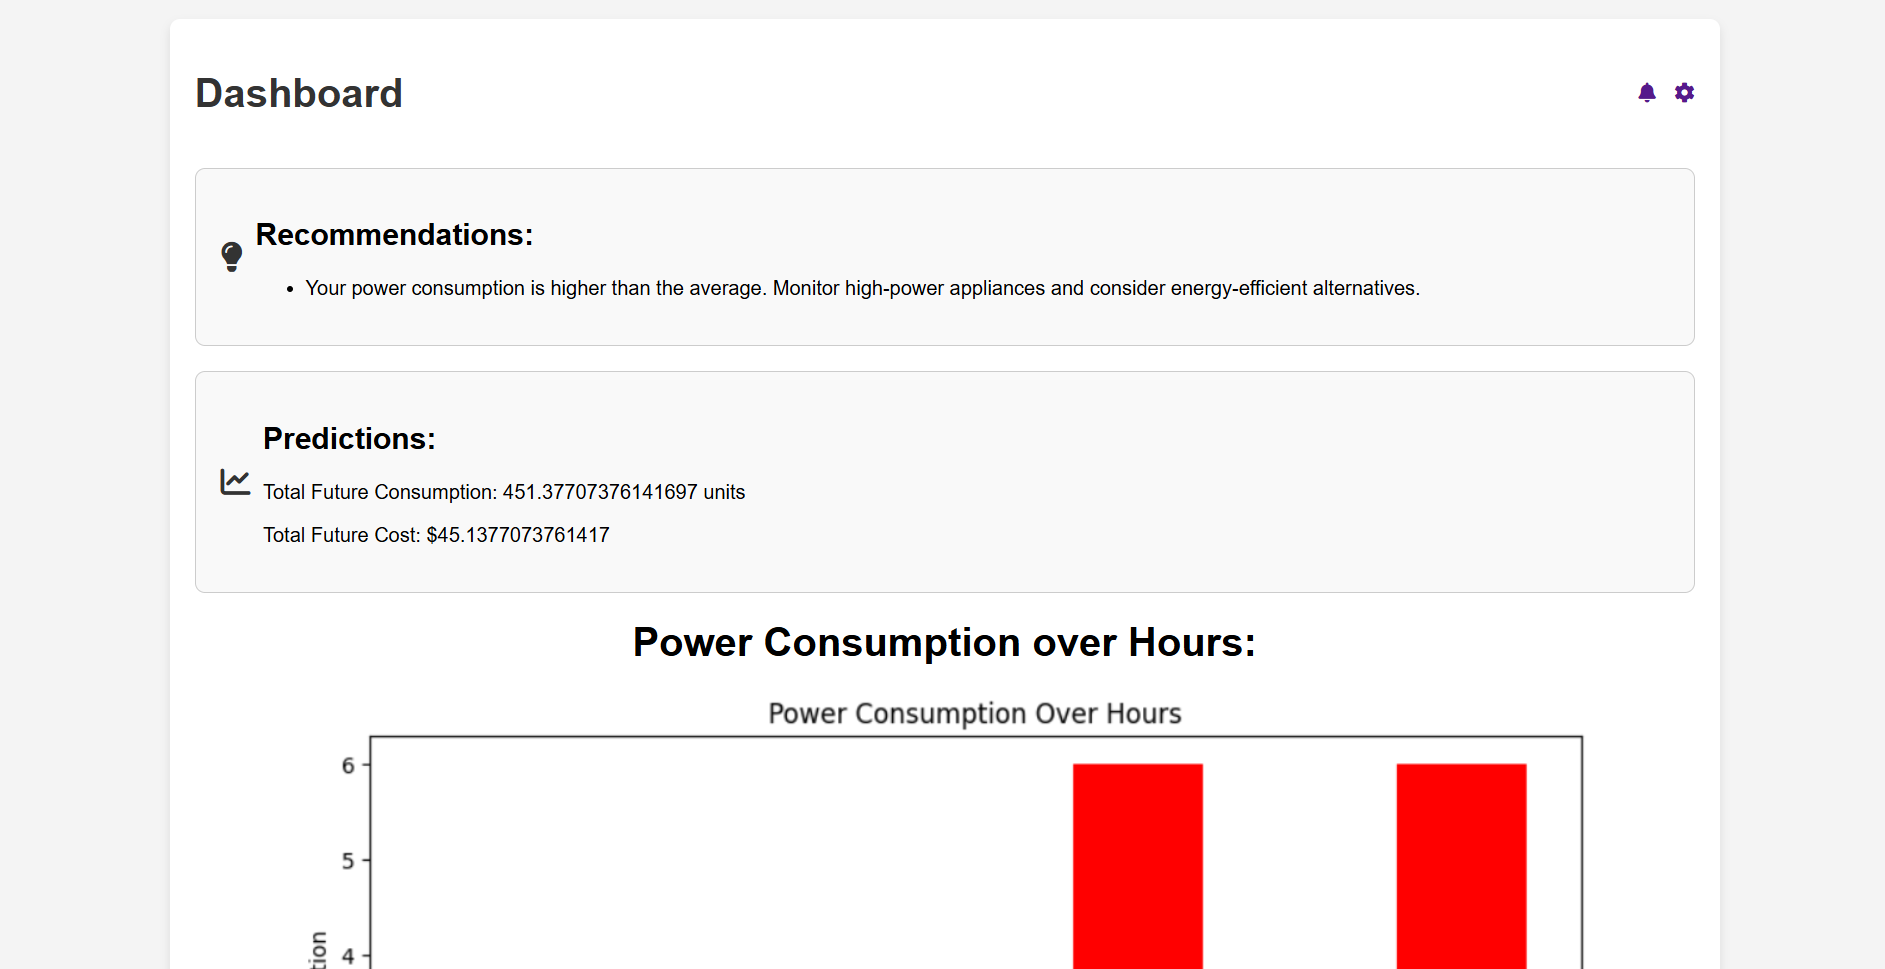 Dashboard
Recommendations:
• Your power consumption is higher than the average. Monitor high-power appliances and consider energy-efficient alternatives.
Predictions:
Total Future Consumption: 451.37707376141697 units
Total Future Cost: $45.1377073761417
Power Consumption over Hours:
Power Consumption Over Hours
6
5
4
tion